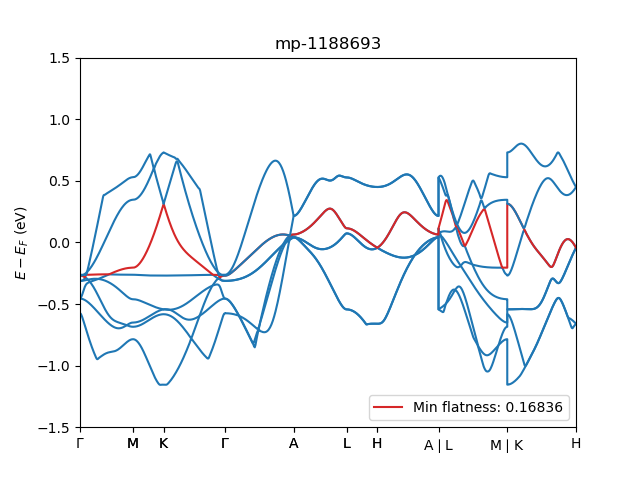 mp-1188693
E − E_F (eV)
1.5
1.0
0.5
0.0
−0.5
−1.0
−1.5
Min flatness: 0.16836
Γ M K Γ A L H A | L M | K H